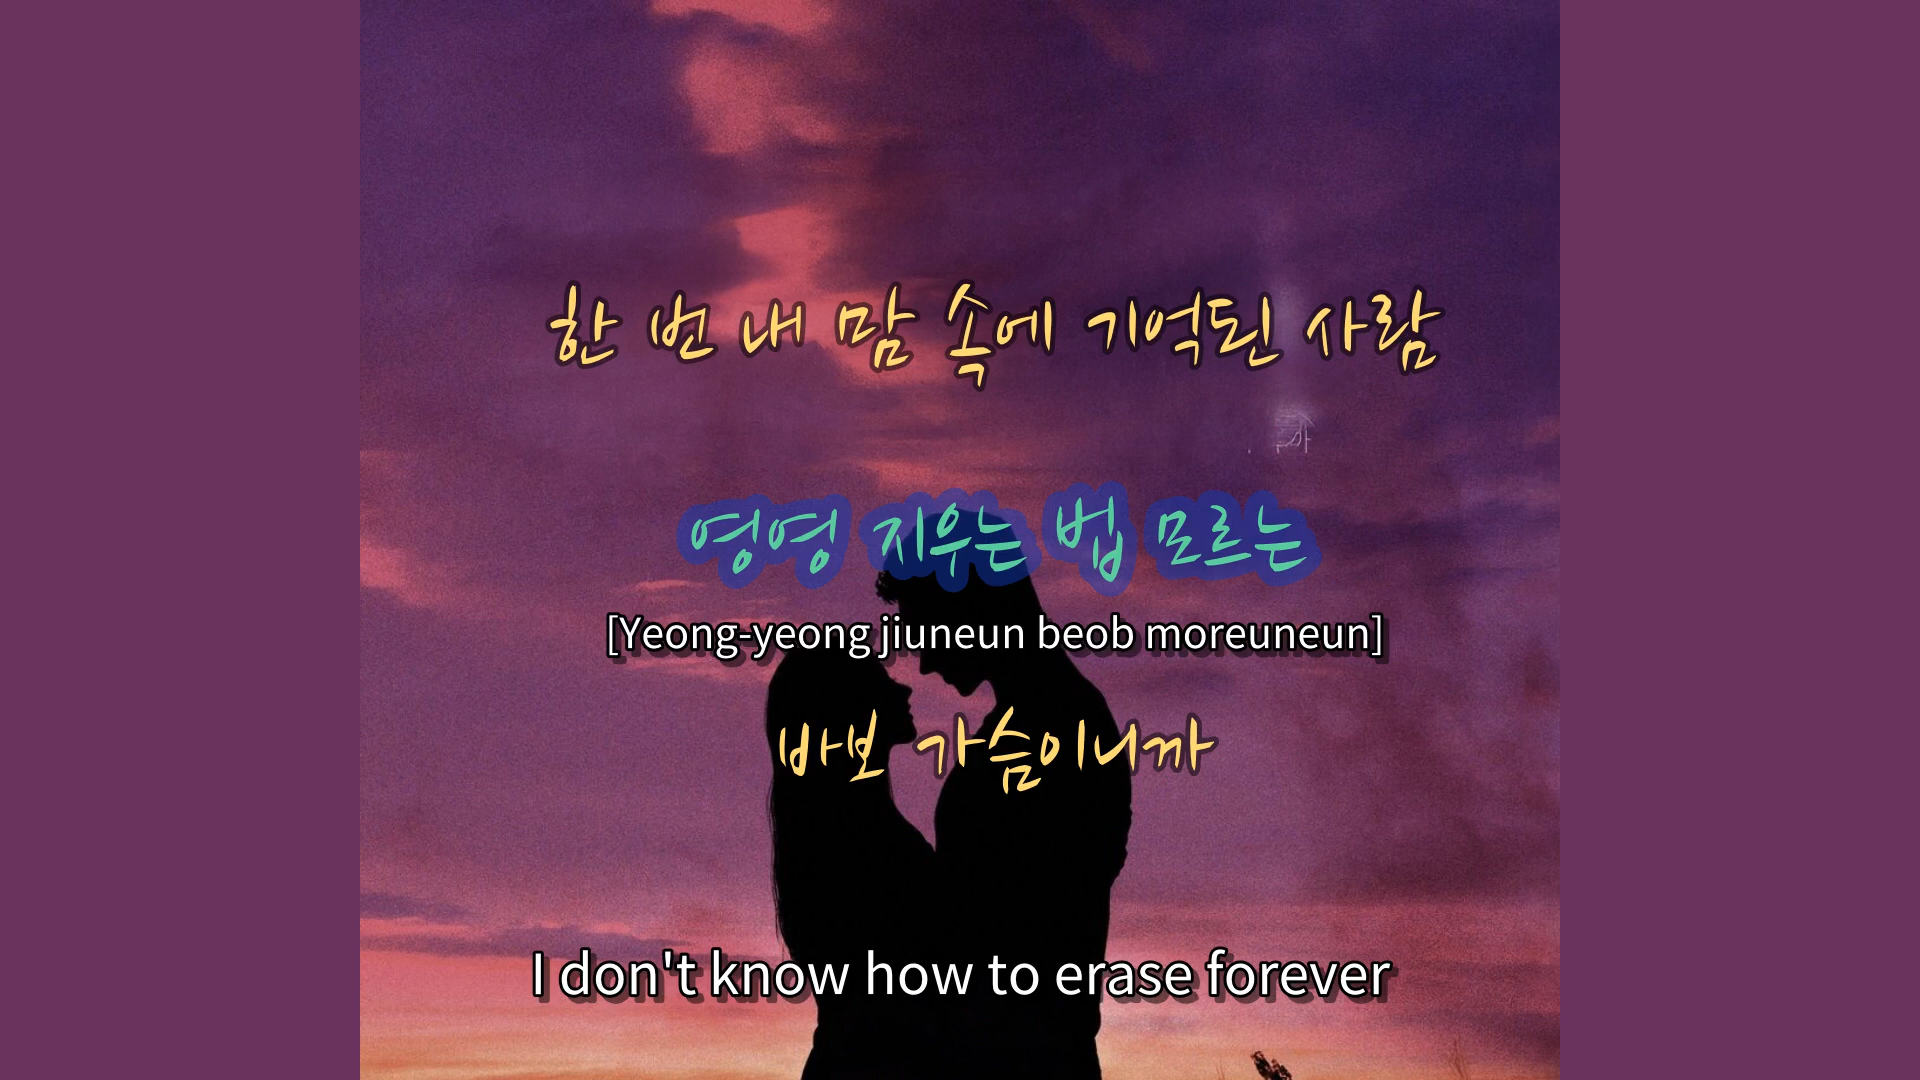 한 번 내 맘 속에 기억된 사람
영영 지우는 법 모르는
[Yeong-yeong jiuneun beob moreuneun]
바보 가슴이니까
I don't know how to erase forever